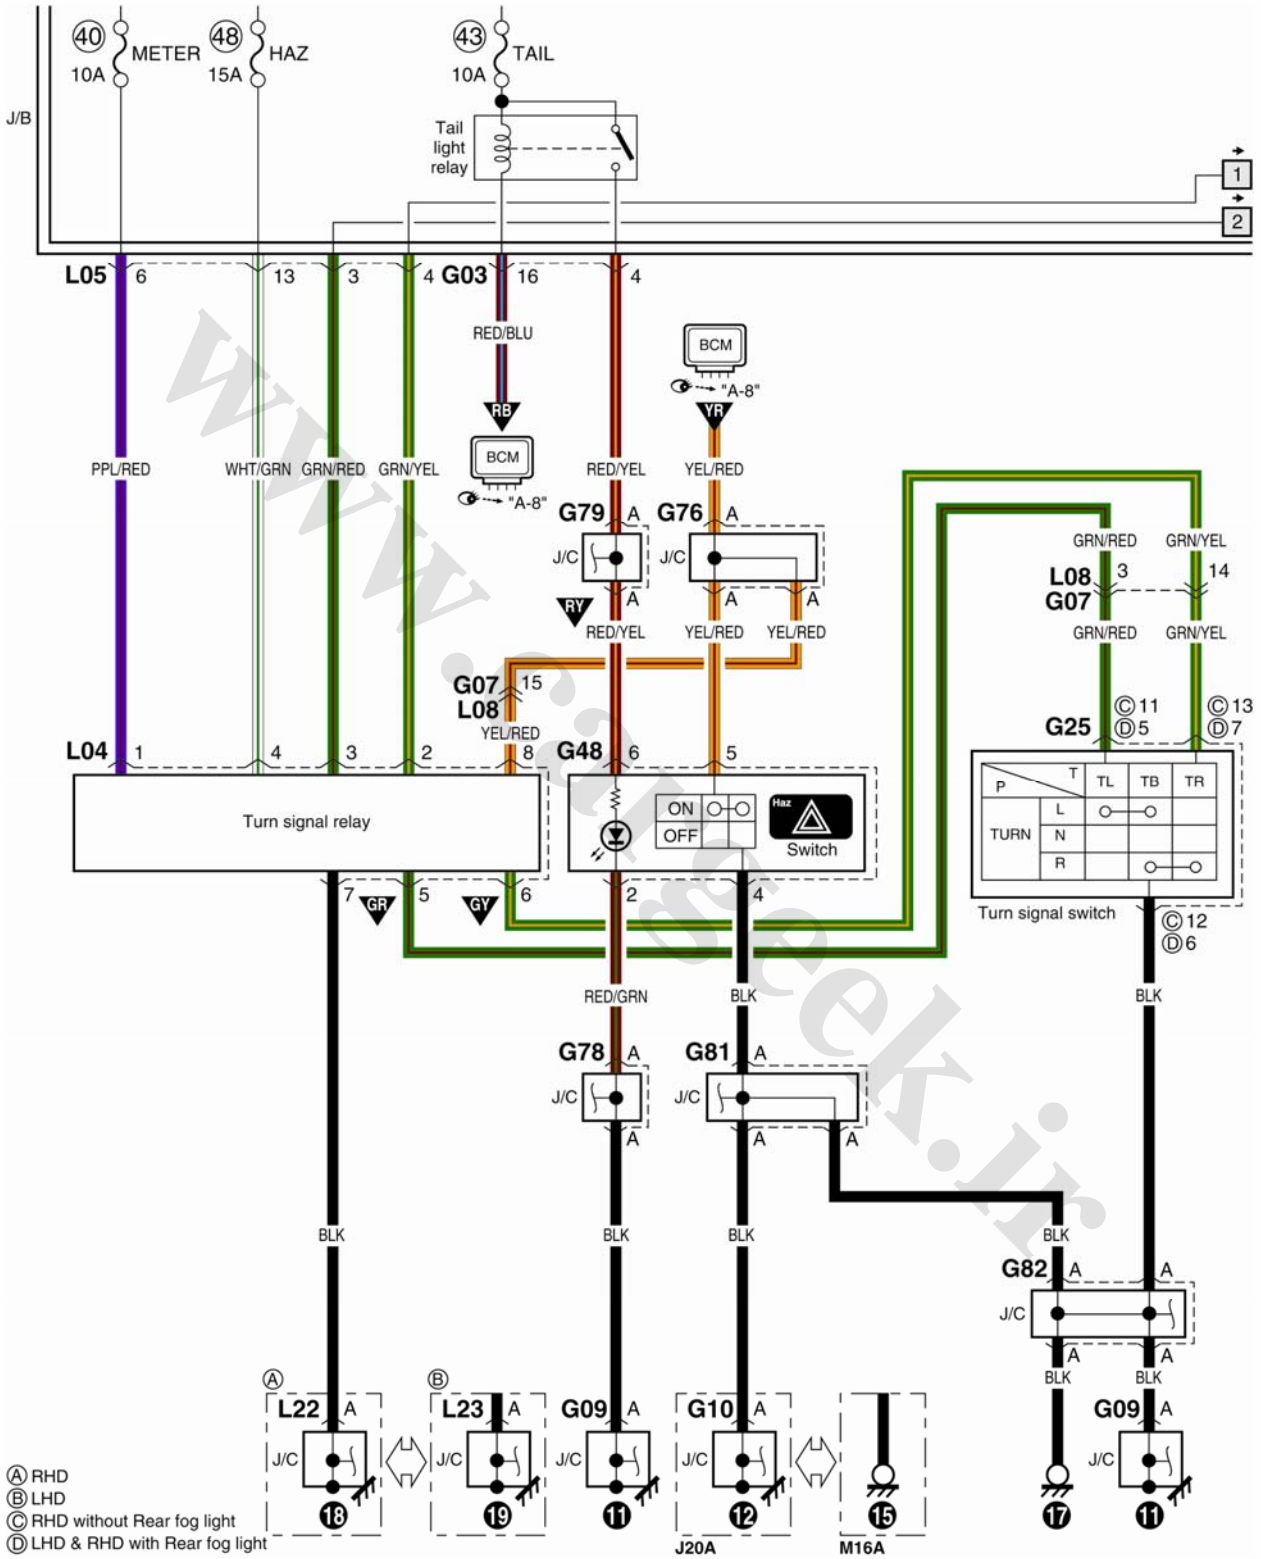 40 METER 48 HAZ 43 TAIL
10A 15A 10A
J/B
Tail
light
relay
1
2
L05 6 13 3 4 G03 16 4
RED/BLU
BCM
"A-8"
RB YR
BCM
"A-8"
PPL/RED WHT/GRN GRN/RED GRN/YEL RED/YEL YEL/RED
G79 A G76 A
J/C J/C
GRN/RED GRN/YEL
L08 3 14
G07
A A A
RY
RED/YEL YEL/RED YEL/RED GRN/RED GRN/YEL
G07 15
L08
YEL/RED
C 11 C 13
G25 D 5 D 7
L04 1 4 3 2 8 G48 6 5
Turn signal relay
ON
OFF
Haz
Switch
T
P
TL TB TR
TURN
L
N
R
Turn signal switch
7 GR 5 GY 6 2 4
C 12
D 6
RED/GRN BLK BLK
G78 A G81 A
J/C J/C
A A A
BLK BLK BLK BLK
G82 A A
J/C
A A
BLK BLK
A B
L22 A L23 A G09 A G10 A G09 A
J/C J/C J/C J/C J/C
18 19 11 12 15 17 11
J20A M16A
A RHD
B LHD
C RHD without Rear fog light
D LHD & RHD with Rear fog light
www.cargeek.ir